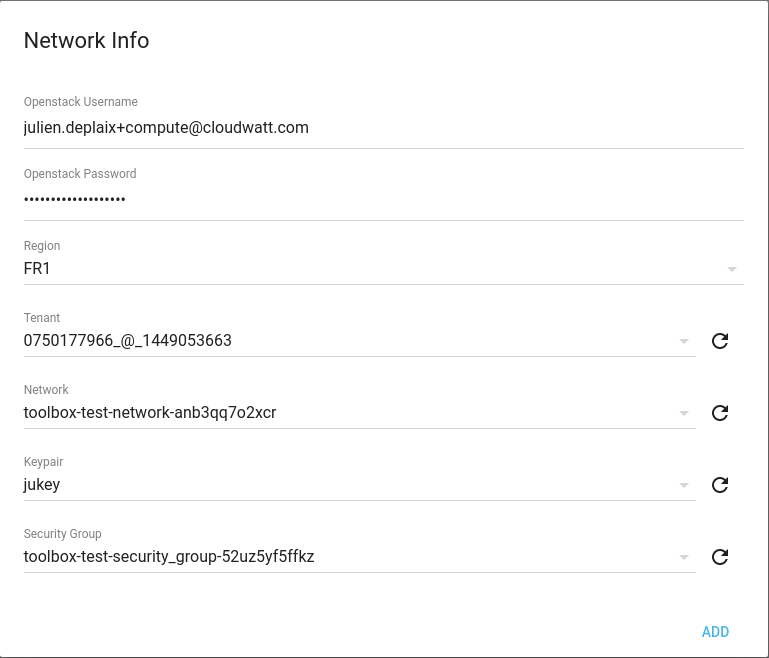 Network Info
Openstack Username
julien.deplaix+compute@cloudwatt.com
Openstack Password
•••••••••••••••••••
Region
FR1
Tenant
0750177966_@_1449053663
Network
toolbox-test-network-anb3qq7o2xcr
Keypair
jukey
Security Group
toolbox-test-security_group-52uz5yf5ffkz
ADD